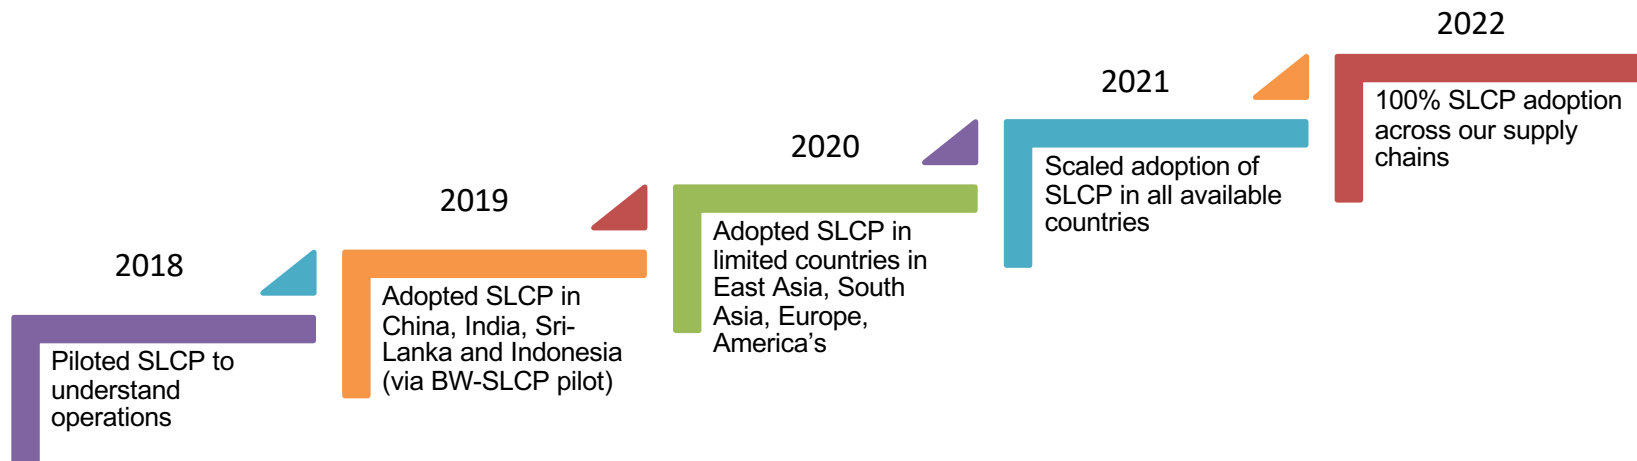 2018
Piloted SLCP to
understand
operations
2019
Adopted SLCP in
China, India, Sri-
Lanka and Indonesia
(via BW-SLCP pilot)
2020
Adopted SLCP in
limited countries in
East Asia, South
Asia, Europe,
America’s
2021
Scaled adoption of
SLCP in all available
countries
2022
100% SLCP adoption
across our supply
chains